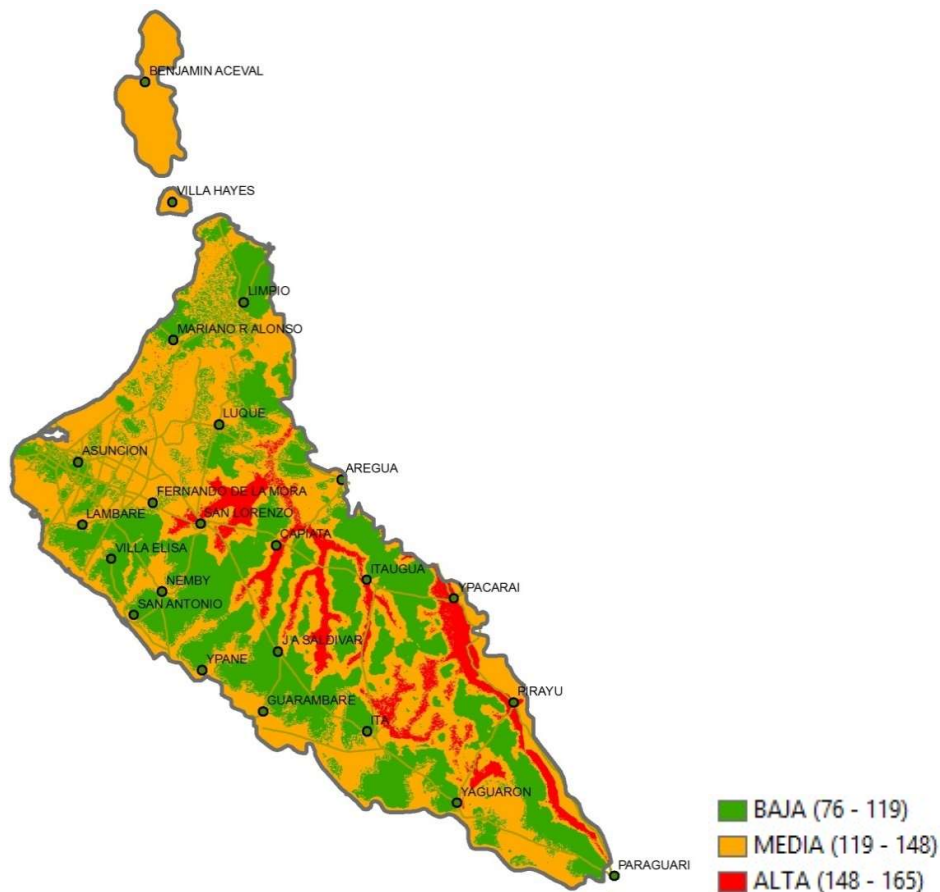 BENJAMIN ACEVAL
VILLA HAYES
LIMPIO
MARIANO R ALONSO
LUQUE
ASUNCION
AREGUA
FERNANDO DE LA MORA
LAMBARE
SAN LORENZO
CAPIATA
VILLA ELISA
ITAUGUA
NEMBY
YPACARAI
SAN ANTONIO
J A SALDIVAR
YPANE
PIRAYU
GUARAMBARE
ITA
YAGUARON
PARAGUARI
BAJA (76 - 119)
MEDIA (119 - 148)
ALTA (148 - 165)